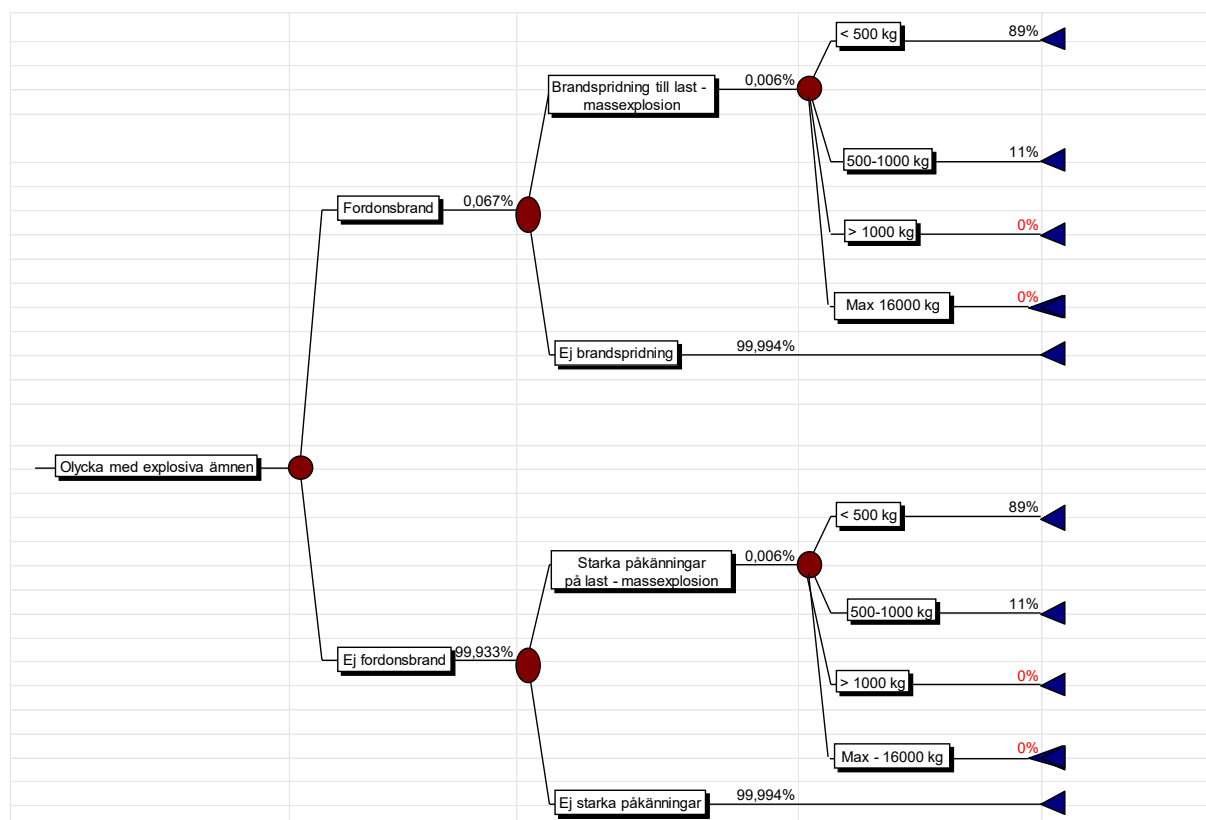 < 500 kg
89%
Brandspridning till last -
massexplosion
0,006%
500-1000 kg
11%
Fordonsbrand
0,067%
> 1000 kg
0%
Max 16000 kg
0%
Ej brandspridning
99,994%
Olycka med explosiva ämnen
< 500 kg
89%
Starka påkänningar
på last - massexplosion
0,006%
500-1000 kg
11%
Ej fordonsbrand
99,933%
> 1000 kg
0%
Max - 16000 kg
0%
Ej starka påkänningar
99,994%